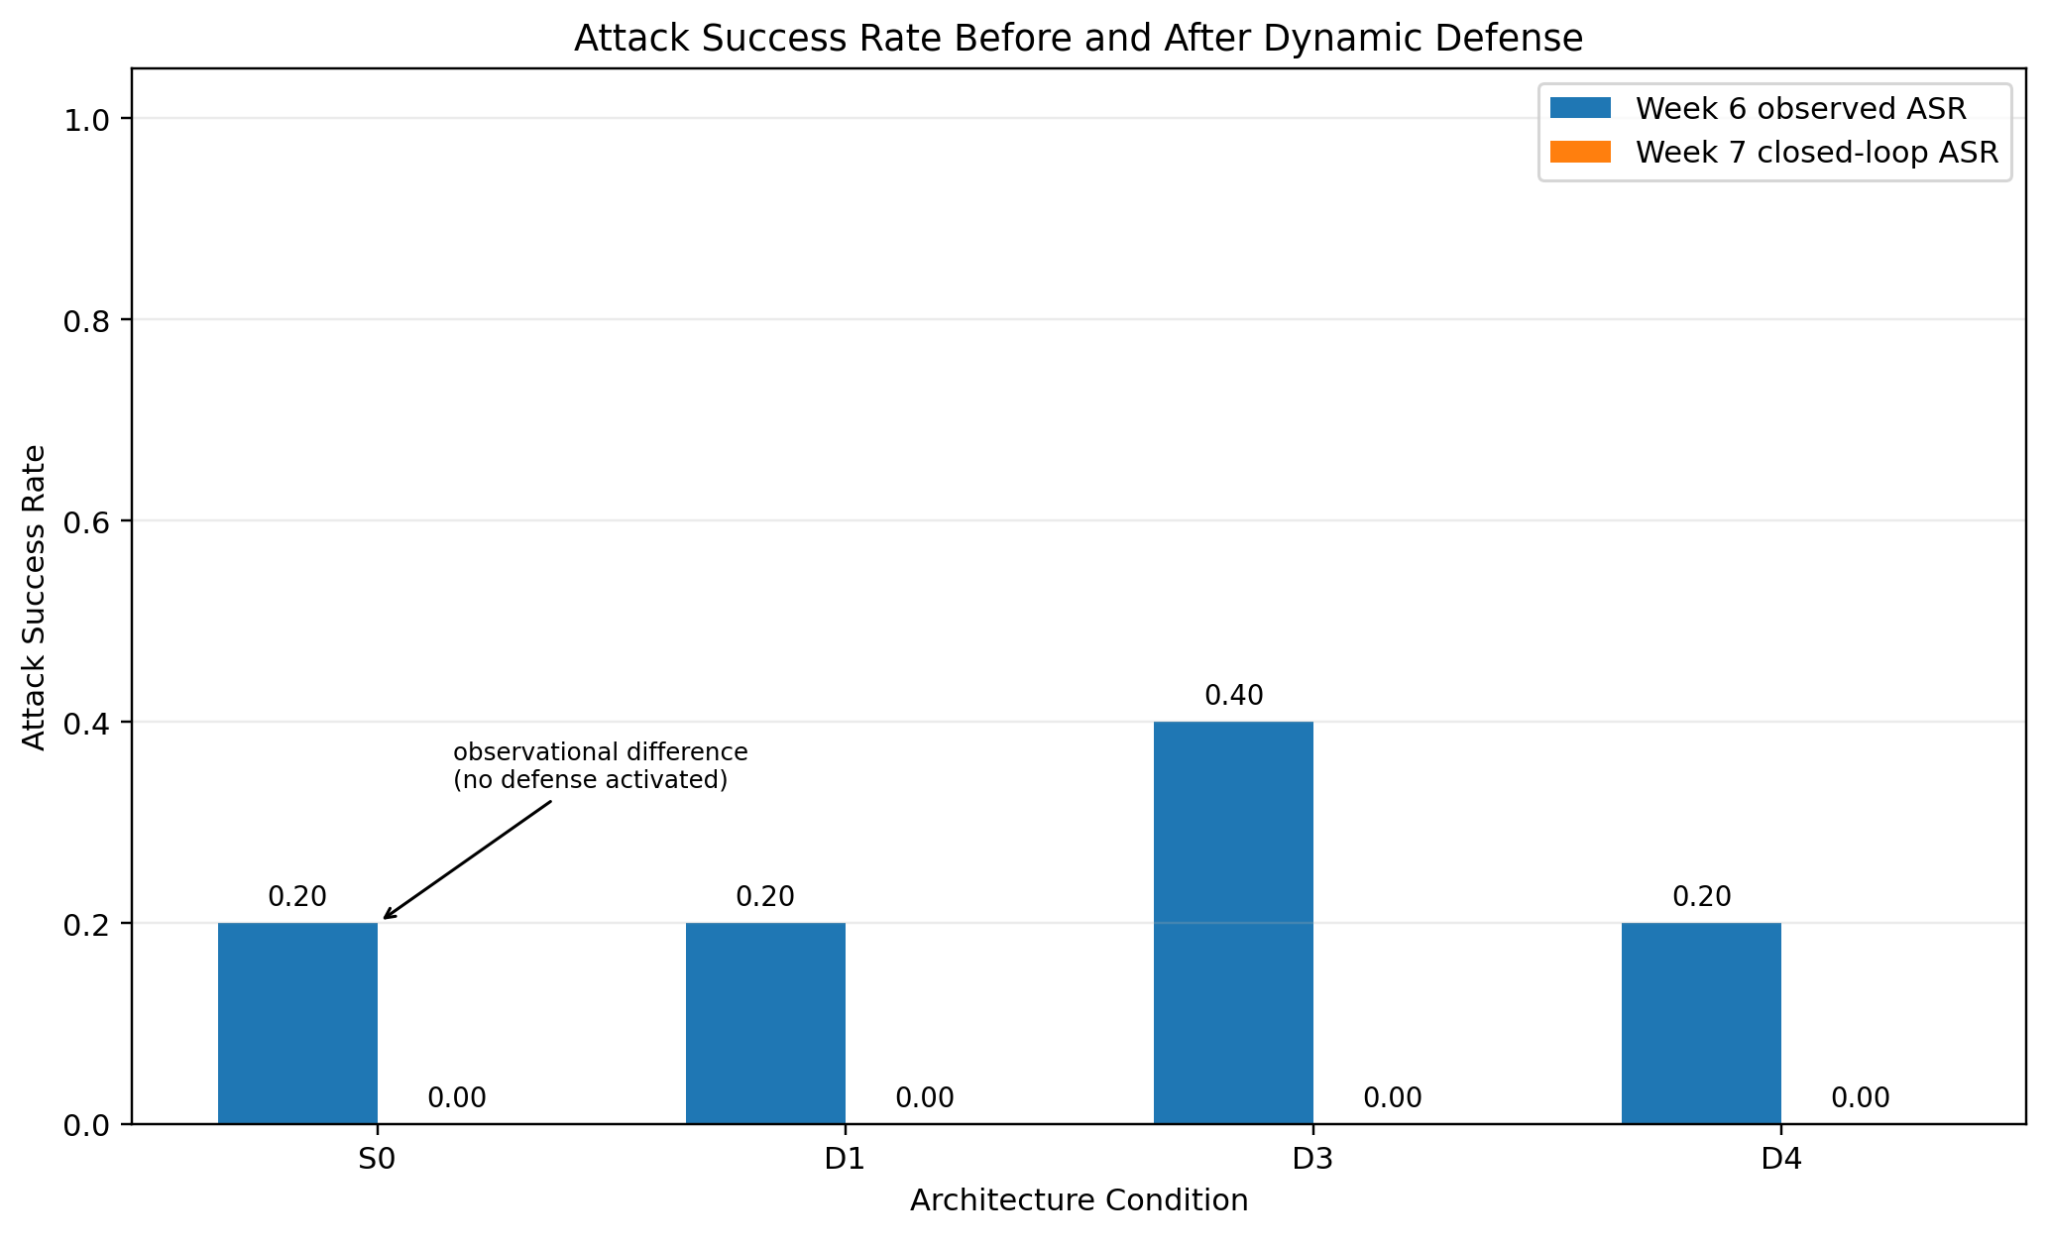 Attack Success Rate Before and After Dynamic Defense
Week 6 observed ASR
Week 7 closed-loop ASR
Attack Success Rate
1.0
0.8
0.6
0.4
0.2
0.0
observational difference
(no defense activated)
0.20
0.00
0.20
0.00
0.40
0.00
0.20
0.00
S0
D1
D3
D4
Architecture Condition